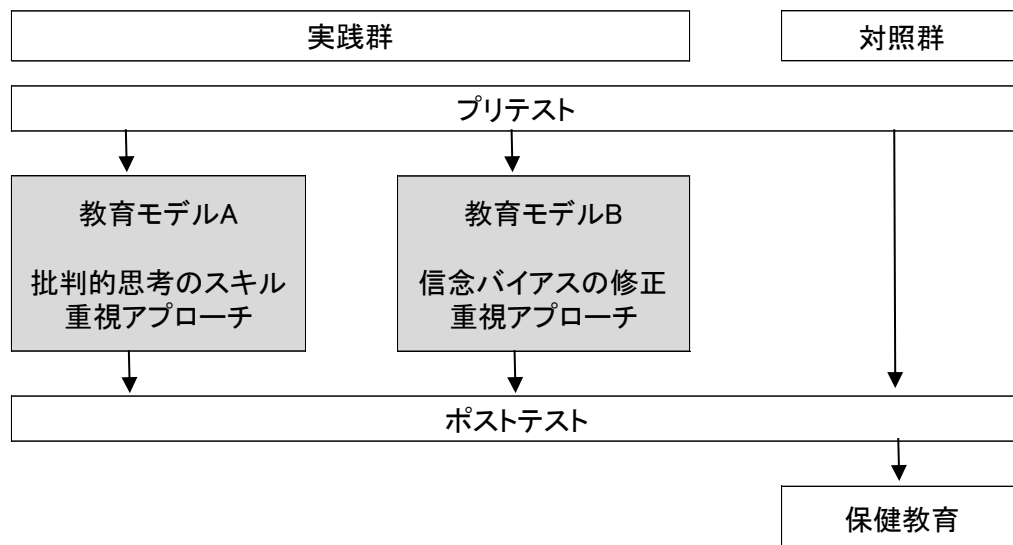 実践群
対照群
プリテスト
教育モデルA
批判的思考のスキル
重視アプローチ
教育モデルB
信念バイアスの修正
重視アプローチ
ポストテスト
保健教育